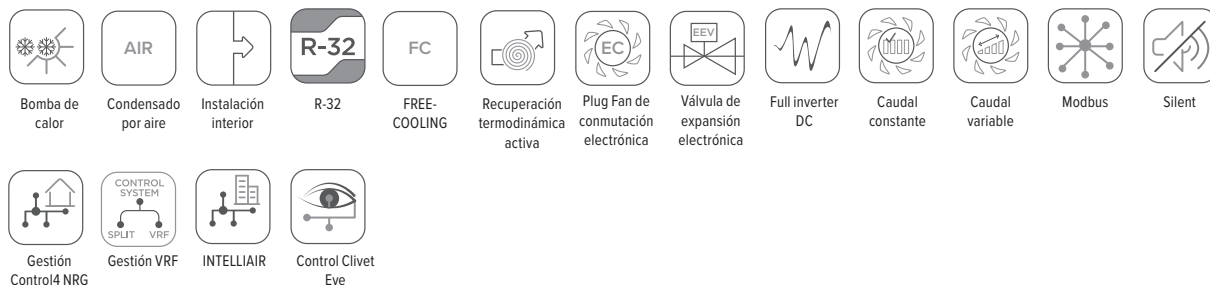 AIR
R-32
FC
EC
EEV
Bomba de
calor
Condensado
por aire
Instalación
interior
R-32
FREE-
COOLING
Recuperación
termodinámica
activa
Plug Fan de
conmutación
electrónica
Válvula de
expansión
electrónica
Full inverter
DC
Caudal
constante
Caudal
variable
Modbus
Silent
CONTROL
SYSTEM
SPLIT VRF
Gestión
Control4 NRG
Gestión VRF
INTELLIAIR
Control Clivet
Eve